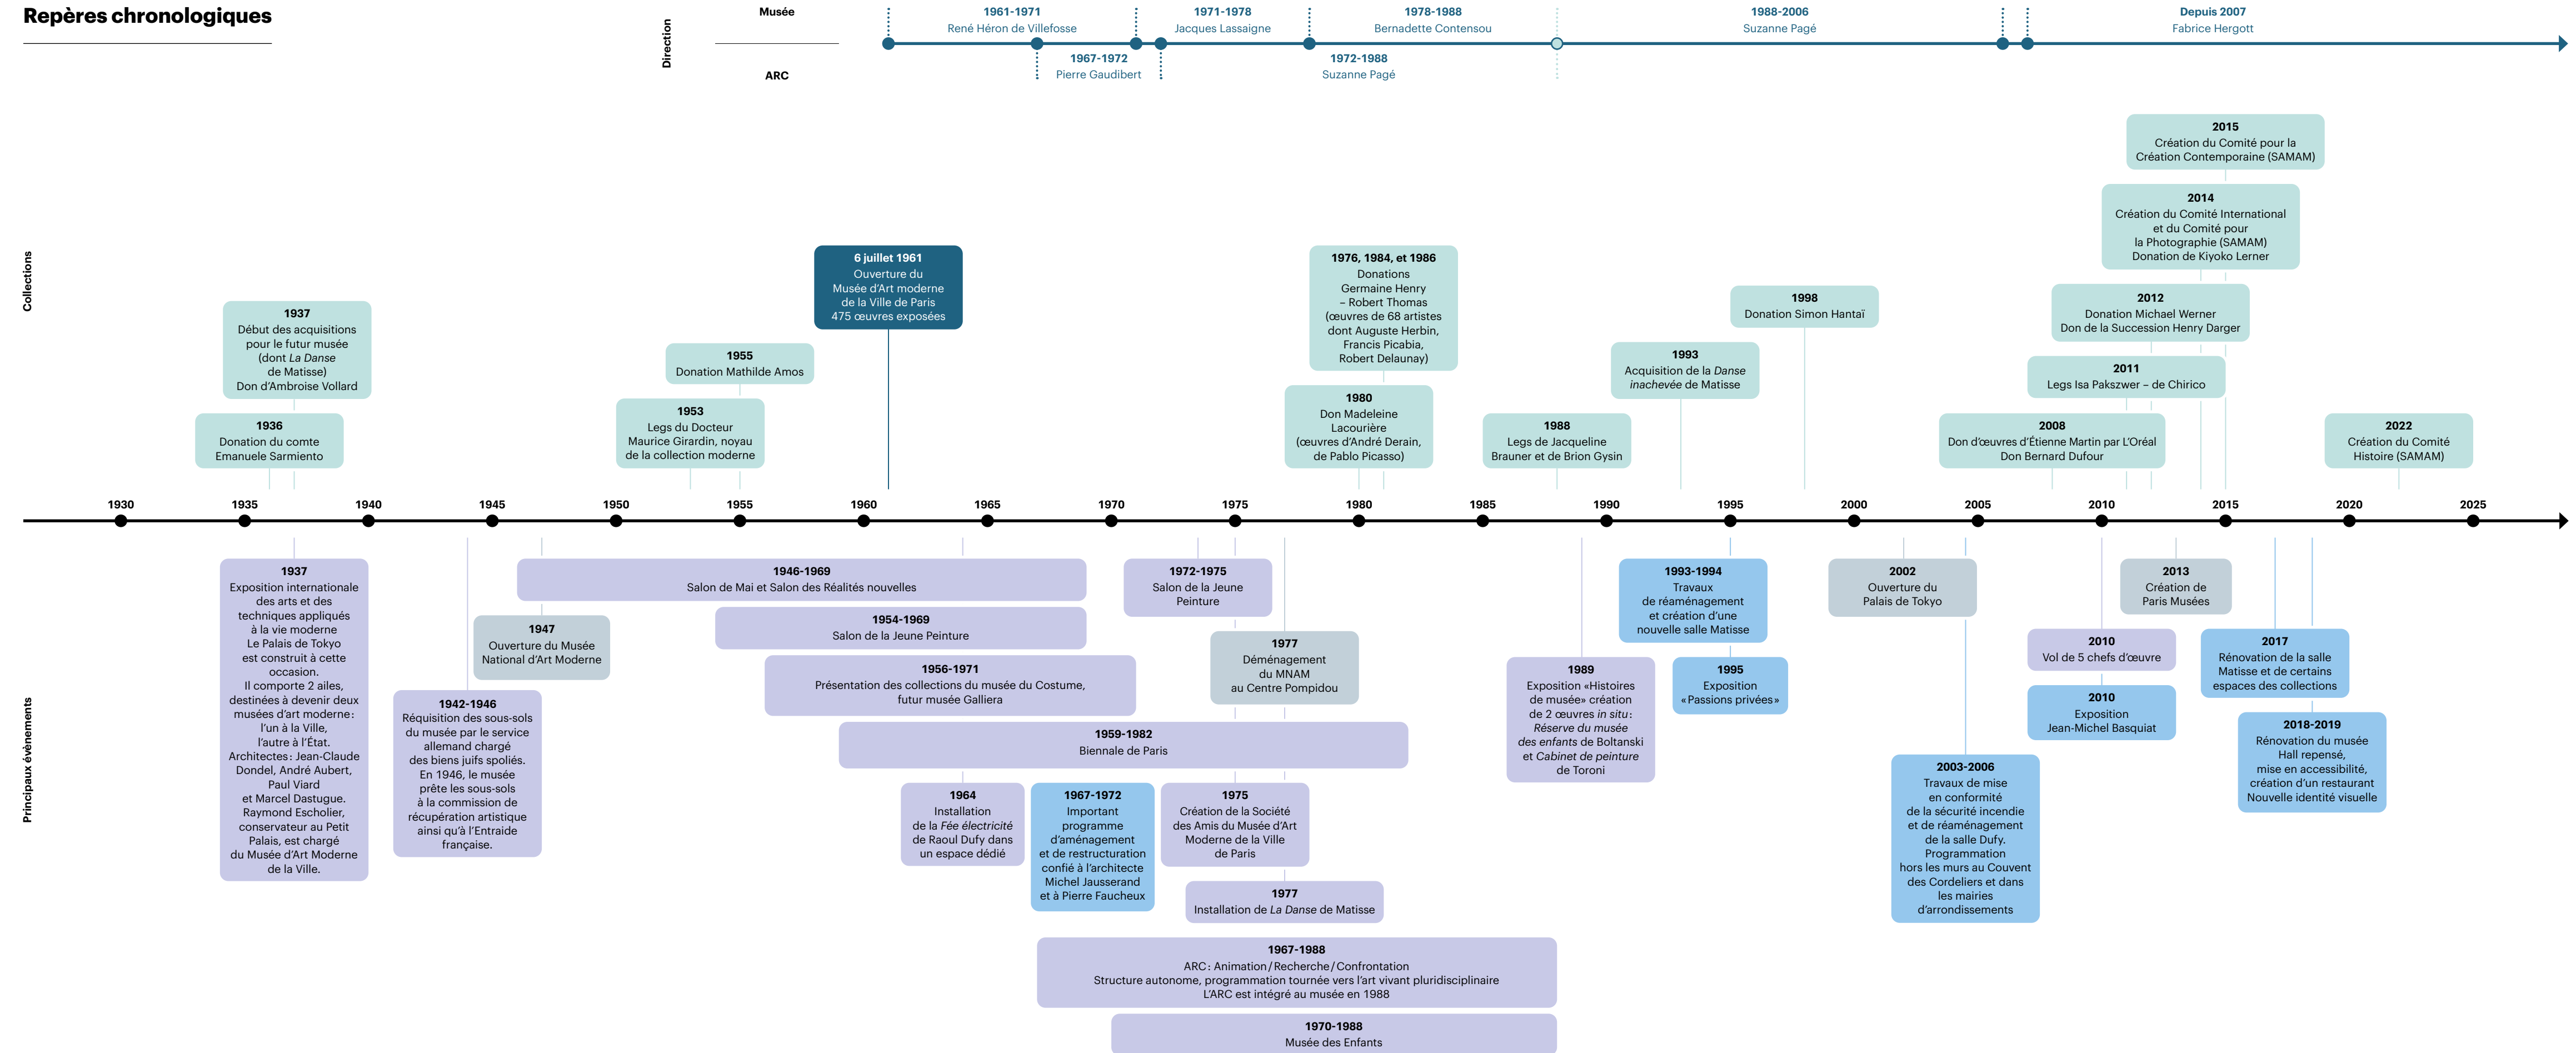 Repères chronologiques
Direction
Musée
ARC
1961-1971
René Héron de Villefosse
1971-1978
Jacques Lassaigne
1978-1988
Bernadette Contensou
1988-2006
Suzanne Pagé
Depuis 2007
Fabrice Hergott
1967-1972
Pierre Gaudibert
1972-1988
Suzanne Pagé
Collections
1937
Début des acquisitions
pour le futur musée
(dont La Danse
de Matisse)
Don d’Ambroise Vollard
1936
Donation du comte
Emanuele Sarmiento
1955
Donation Mathilde Amos
1953
Legs du Docteur
Maurice Girardin, noyau
de la collection moderne
6 juillet 1961
Ouverture du
Musée d’Art moderne
de la Ville de Paris
475 œuvres exposées
1976, 1984, et 1986
Donations
Germaine Henry
– Robert Thomas
(œuvres de 68 artistes
dont Auguste Herbin,
Francis Picabia,
Robert Delaunay)
1980
Don Madeleine
Lacourière
(œuvres d’André Derain,
de Pablo Picasso)
1988
Legs de Jacqueline
Brauner et de Brion Gysin
1993
Acquisition de la Danse
inachevée de Matisse
1998
Donation Simon Hantaï
2015
Création du Comité pour la
Création Contemporaine (SAMAM)
2014
Création du Comité International
et du Comité pour
la Photographie (SAMAM)
Donation de Kiyoko Lerner
2012
Donation Michael Werner
Don de la Succession Henry Darger
2011
Legs Isa Pakszwer – de Chirico
2008
Don d’œuvres d’Étienne Martin par L’Oréal
Don Bernard Dufour
2022
Création du Comité
Histoire (SAMAM)
1930
1935
1940
1945
1950
1955
1960
1965
1970
1975
1980
1985
1990
1995
2000
2005
2010
2015
2020
2025
Principaux évènements
1937
Exposition internationale
des arts et des
techniques appliqués
à la vie moderne
Le Palais de Tokyo
est construit à cette
occasion.
Il comporte 2 ailes,
destinées à devenir deux
musées d’art moderne :
l’un à la Ville,
l’autre à l’État.
Architectes : Jean-Claude
Dondel, André Aubert,
Paul Viard
et Marcel Dastugue.
Raymond Escholier,
conservateur au Petit
Palais, est chargé
du Musée d’Art Moderne
de la Ville.
1942-1946
Réquisition des sous-sols
du musée par le service
allemand chargé
des biens juifs spoliés.
En 1946, le musée
prête les sous-sols
à la commission de
récupération artistique
ainsi qu’à l’Entraide
française.
1946-1969
Salon de Mai et Salon des Réalités nouvelles
1947
Ouverture du Musée
National d’Art Moderne
1954-1969
Salon de la Jeune Peinture
1956-1971
Présentation des collections du musée du Costume,
futur musée Galliera
1959-1982
Biennale de Paris
1964
Installation
de la Fée électricité
de Raoul Dufy dans
un espace dédié
1967-1972
Important
programme
d’aménagement
et de restructuration
confié à l’architecte
Michel Jausserand
et à Pierre Faucheux
1972-1975
Salon de la Jeune
Peinture
1977
Déménagement
du MNAM
au Centre Pompidou
1975
Création de la Société
des Amis du Musée d’Art
Moderne de la Ville
de Paris
1977
Installation de La Danse de Matisse
1967-1988
ARC : Animation / Recherche / Confrontation
Structure autonome, programmation tournée vers l’art vivant pluridisciplinaire
L’ARC est intégré au musée en 1988
1970-1988
Musée des Enfants
1989
Exposition «Histoires
de musée» création
de 2 œuvres in situ :
Réserve du musée
des enfants de Boltanski
et Cabinet de peinture
de Toroni
1993-1994
Travaux
de réaménagement
et création d’une
nouvelle salle Matisse
1995
Exposition
«Passions privées»
2002
Ouverture du
Palais de Tokyo
2003-2006
Travaux de mise
en conformité
de la sécurité incendie
et de réaménagement
de la salle Dufy.
Programmation
hors les murs au Couvent
des Cordeliers et dans
les mairies
d’arrondissements
2013
Création de
Paris Musées
2010
Vol de 5 chefs d’œuvre
2010
Exposition
Jean-Michel Basquiat
2017
Rénovation de la salle
Matisse et de certains
espaces des collections
2018-2019
Rénovation du musée
Hall repensé,
mise en accessibilité,
création d’un restaurant
Nouvelle identité visuelle